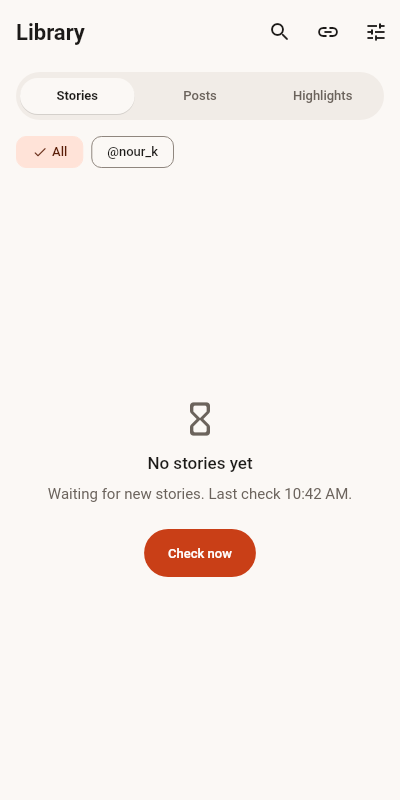 Library
Stories
Posts
Highlights
All
@nour_k
No stories yet
Waiting for new stories. Last check 10:42 AM.
Check now